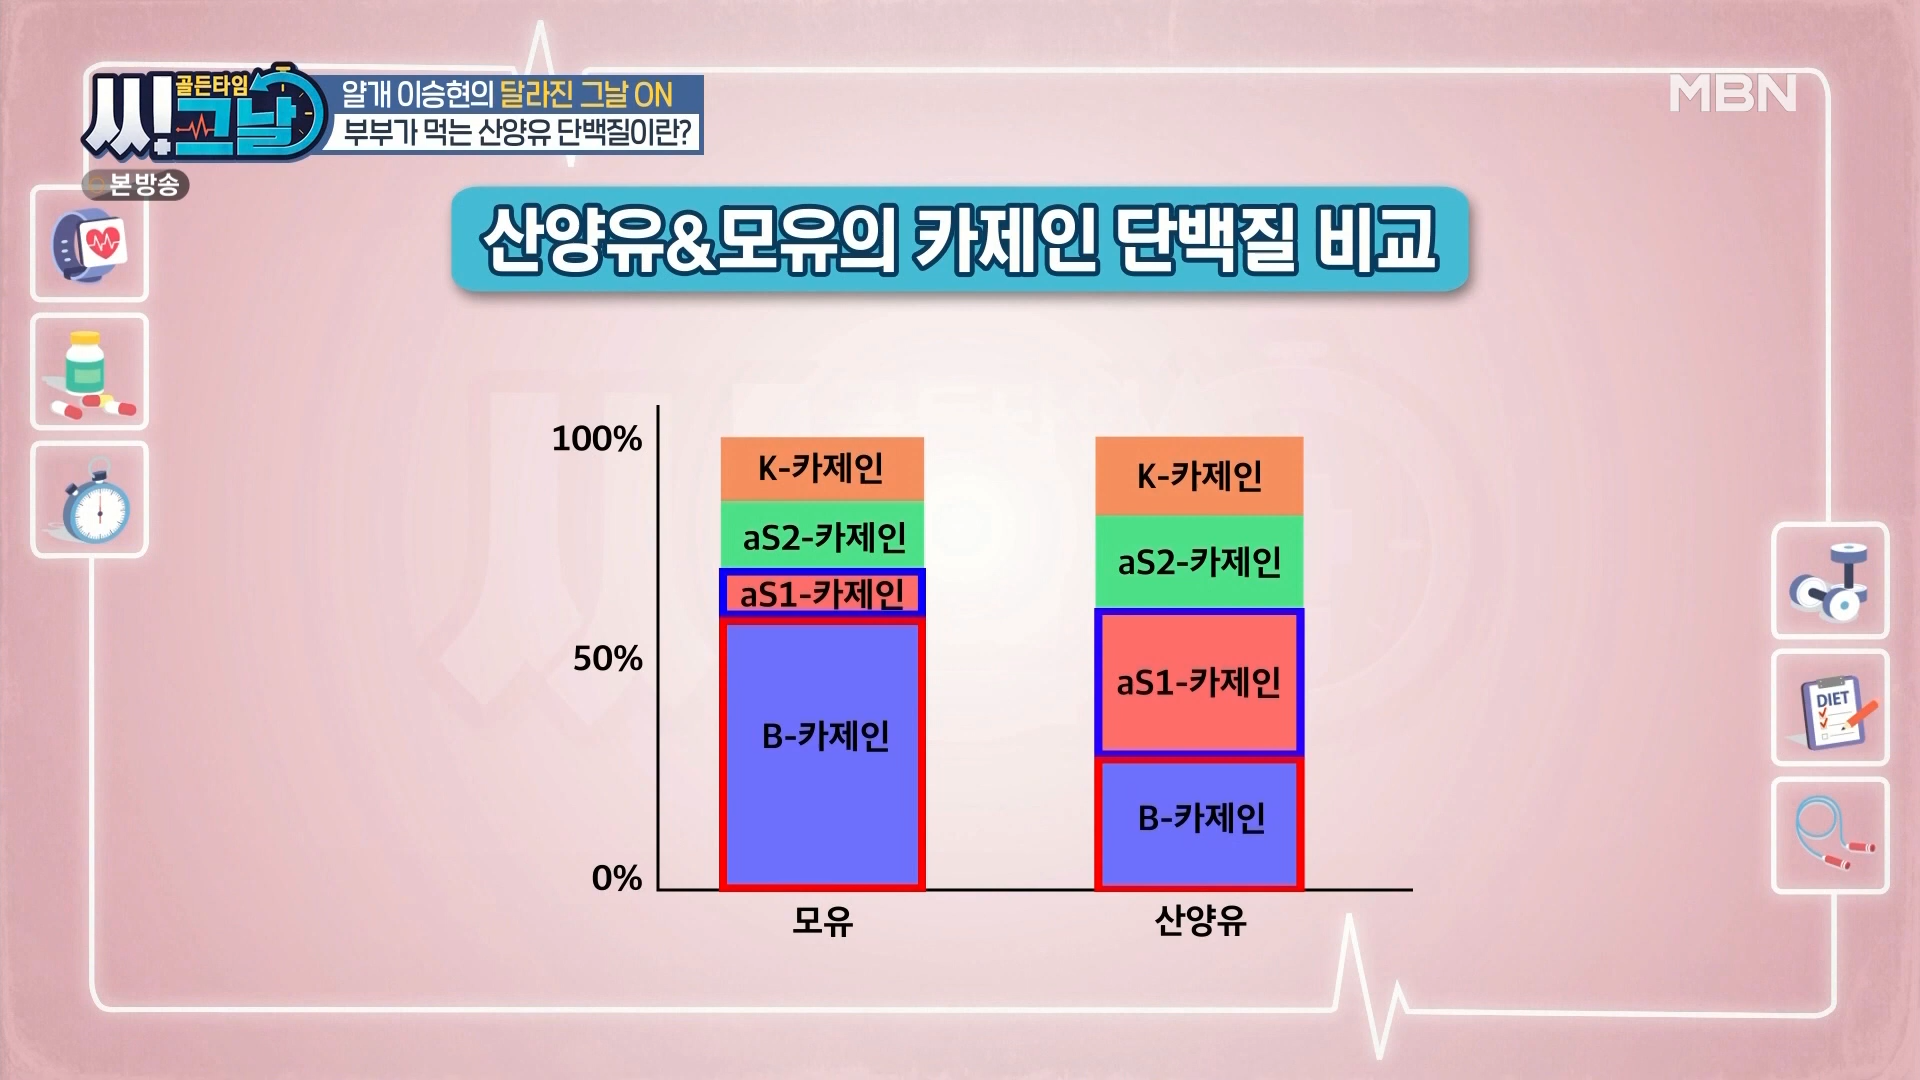 씨!
골든타임
그날
얄개 이승현의 달라진 그날 ON
부부가 먹는 산양유 단백질이란?
본방송
MBN
산양유&모유의 카제인 단백질 비교
100%
50%
0%
K-카제인
aS2-카제인
aS1-카제인
B-카제인
모유
K-카제인
aS2-카제인
aS1-카제인
B-카제인
산양유
DIET